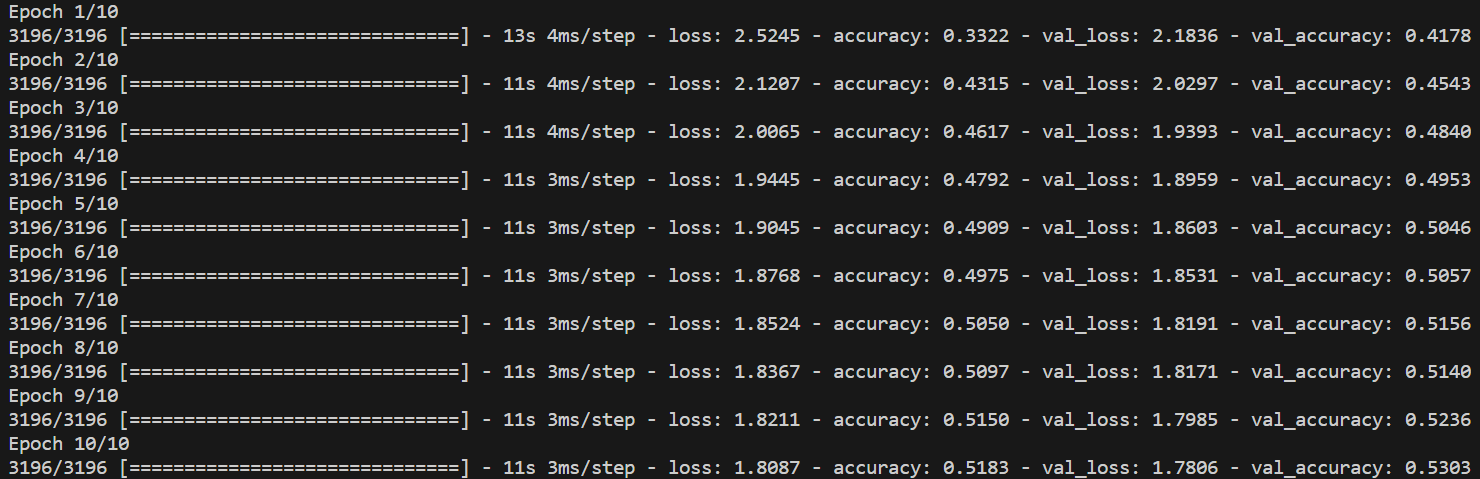 Epoch 1/10
3196/3196 [==============================] - 13s 4ms/step - loss: 2.5245 - accuracy: 0.3322 - val_loss: 2.1836 - val_accuracy: 0.4178
Epoch 2/10
3196/3196 [==============================] - 11s 4ms/step - loss: 2.1207 - accuracy: 0.4315 - val_loss: 2.0297 - val_accuracy: 0.4543
Epoch 3/10
3196/3196 [==============================] - 11s 4ms/step - loss: 2.0065 - accuracy: 0.4617 - val_loss: 1.9393 - val_accuracy: 0.4840
Epoch 4/10
3196/3196 [==============================] - 11s 3ms/step - loss: 1.9445 - accuracy: 0.4792 - val_loss: 1.8959 - val_accuracy: 0.4953
Epoch 5/10
3196/3196 [==============================] - 11s 3ms/step - loss: 1.9045 - accuracy: 0.4909 - val_loss: 1.8603 - val_accuracy: 0.5046
Epoch 6/10
3196/3196 [==============================] - 11s 3ms/step - loss: 1.8768 - accuracy: 0.4975 - val_loss: 1.8531 - val_accuracy: 0.5057
Epoch 7/10
3196/3196 [==============================] - 11s 3ms/step - loss: 1.8524 - accuracy: 0.5050 - val_loss: 1.8191 - val_accuracy: 0.5156
Epoch 8/10
3196/3196 [==============================] - 11s 3ms/step - loss: 1.8367 - accuracy: 0.5097 - val_loss: 1.8171 - val_accuracy: 0.5140
Epoch 9/10
3196/3196 [==============================] - 11s 3ms/step - loss: 1.8211 - accuracy: 0.5150 - val_loss: 1.7985 - val_accuracy: 0.5236
Epoch 10/10
3196/3196 [==============================] - 11s 3ms/step - loss: 1.8087 - accuracy: 0.5183 - val_loss: 1.7806 - val_accuracy: 0.5303